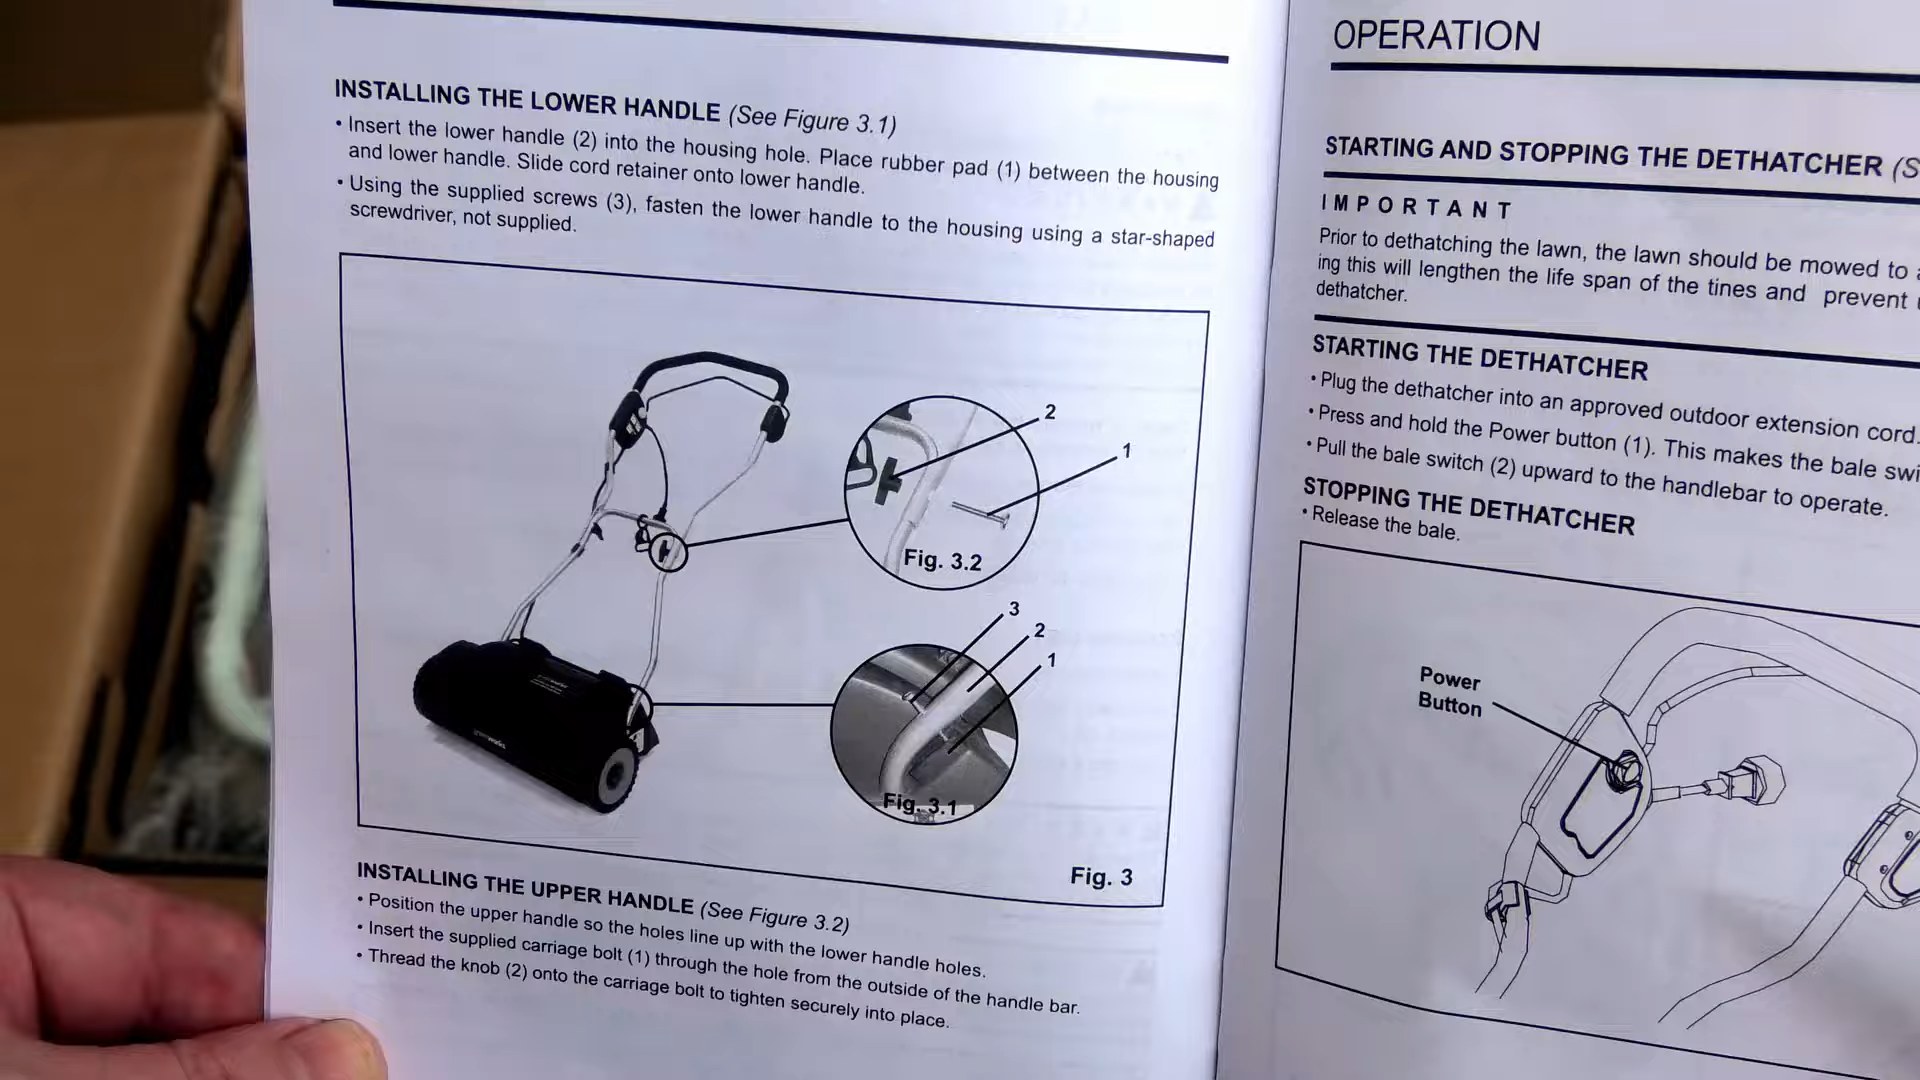 INSTALLING THE LOWER HANDLE (See Figure 3.1)
• Insert the lower handle (2) into the housing hole. Place rubber pad (1) between the housing
and lower handle. Slide cord retainer onto lower handle.
• Using the supplied screws (3), fasten the lower handle to the housing using a star-shaped
screwdriver, not supplied.
2
1
Fig. 3.2
3
2
1
Fig. 3.1
Fig. 3
INSTALLING THE UPPER HANDLE (See Figure 3.2)
• Position the upper handle so the holes line up with the lower handle holes.
• Insert the supplied carriage bolt (1) through the hole from the outside of the handle bar.
• Thread the knob (2) onto the carriage bolt to tighten securely into place.
OPERATION
STARTING AND STOPPING THE DETHATCHER (S
IMPORTANT
Prior to dethatching the lawn, the lawn should be mowed to
ing this will lengthen the life span of the tines and prevent
dethatcher.
STARTING THE DETHATCHER
• Plug the dethatcher into an approved outdoor extension cord.
• Press and hold the Power button (1). This makes the bale swi
• Pull the bale switch (2) upward to the handlebar to operate.
STOPPING THE DETHATCHER
• Release the bale.
Power
Button